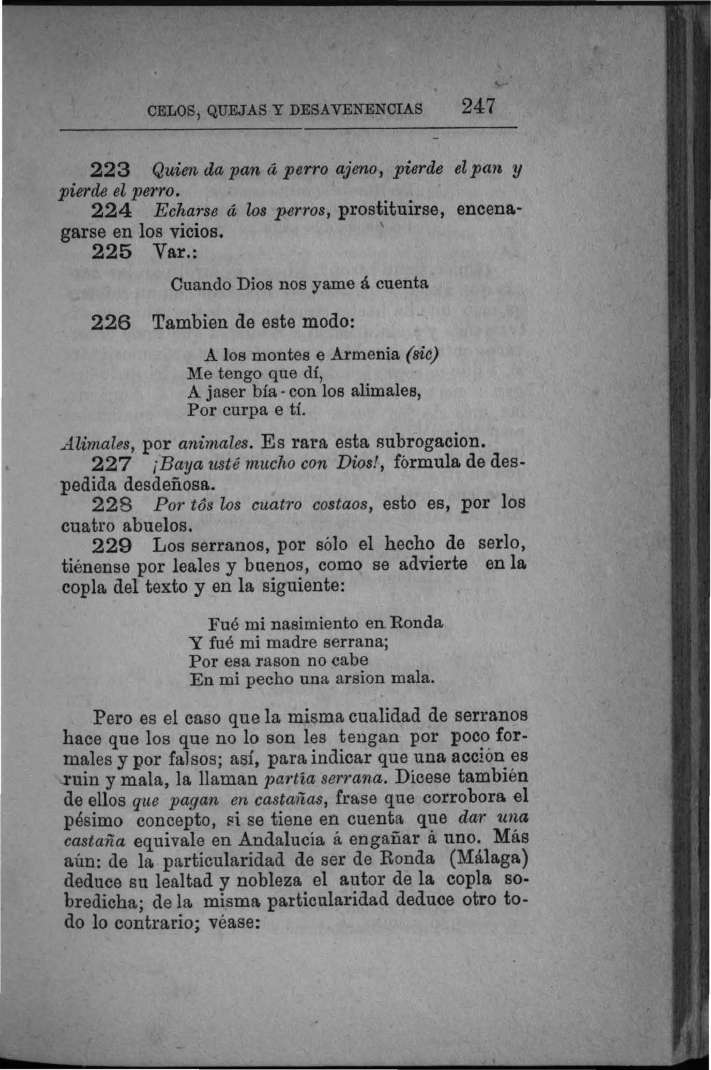 CELOS, QUEJAS Y DESAVENENCIAS 247
223 Quien da pan á perro ajeno, pierde el pan y
pierde el perro.
224 Echarse á los perros, prostituirse, encena-
garse en los vicios.
225 Var.:
Cuando Dios nos yame á cuenta
226 Tambien de este modo:
A los montes e Armenia (sic)
Me tengo que dí,
A jaser bía-con los alimales,
Por curpa e tí.
Alimales, por animales. Es rara esta subrogacion.
227 ¡Baya usté mucho con Dios!, fórmula de des-
pedida desdeñosa.
228 Por tós los cuatro costaos, esto es, por los
cuatro abuelos.
229 Los serranos, por sólo el hecho de serlo,
tiénense por leales y buenos, como se advierte en la
copla del texto y en la siguiente:
Fué mi nasimiento en Ronda
Y fué mi madre serrana;
Por esa rason no cabe
En mi pecho una arsion mala.
Pero es el caso que la misma cualidad de serranos
hace que los que no lo son les tengan por poco for-
males y por falsos; así, para indicar que una acción es
ruin y mala, la llaman partía serrana. Dícese también
de ellos que pagan en castañas, frase que corrobora el
pésimo concepto, si se tiene en cuenta que dar una
castaña equivale en Andalucía á engañar á uno. Más
aún: de la particularidad de ser de Ronda (Málaga)
deduce su lealtad y nobleza el autor de la copla so-
bredicha; de la misma particularidad deduce otro to-
do lo contrario; véase: